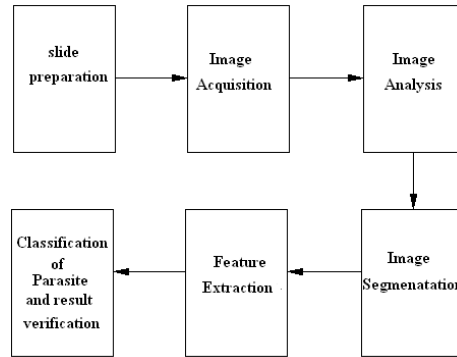 slide
preparation
Image
Acquisition
Image
Analysis
Image
Segmenatation
Feature
Extraction
Classification
of
Parasite
and result
verification